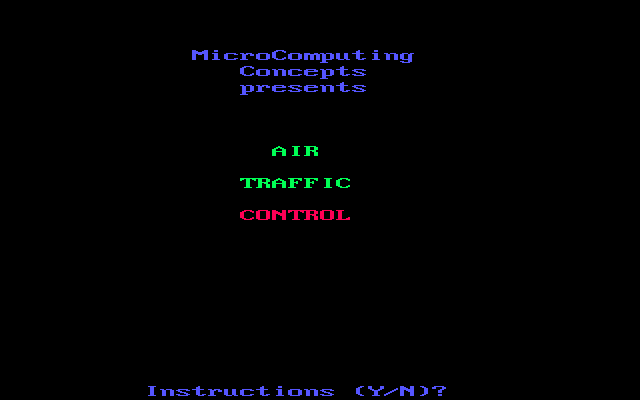 MicroComputing
Concepts
presents
AIR
TRAFFIC
CONTROL
Instructions (Y/N)?